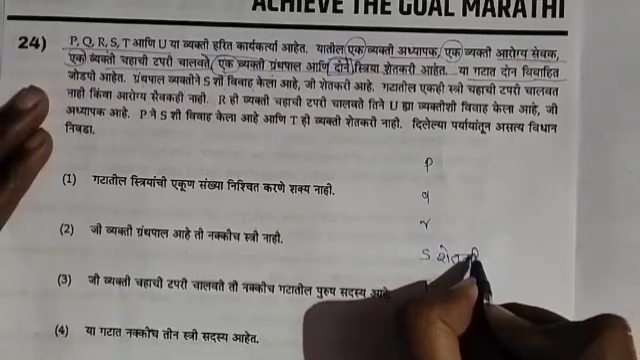 ACHIEVE THE GOAL MARATHI
24) P, Q, R, S, T आणि U या व्यक्ती हरित कार्यकर्त्या आहेत. यातील एक व्यक्ती अध्यापक, एक व्यक्ती आरोग्य सेवक,
एक व्यक्ती चहाची टपरी चालवते, एक व्यक्ती ग्रंथपाल आणि दोन स्त्रिया शेतकरी आहेत. या गटात दोन विवाहित
जोडपी आहेत. ग्रंथपाल व्यक्तीने S शी विवाह केला आहे, जी शेतकरी आहे. गटातील एकही स्त्री चहाची टपरी चालवत
नाही किंवा आरोग्य सेवकही नाही. R ही व्यक्ती चहाची टपरी चालवते तिने U ह्या व्यक्तीशी विवाह केला आहे, जी
अध्यापक आहे. P ने S शी विवाह केला आहे आणि T ही व्यक्ती शेतकरी नाही. दिलेल्या पर्यायांतून असत्य विधान
निवडा.
P
(1) गटातील स्त्रियांची एकूण संख्या निश्चित करणे शक्य नाही.
q
r
(2) जी व्यक्ती ग्रंथपाल आहे ती नक्कीच स्त्री नाही.
S
(3) जी व्यक्ती चहाची टपरी चालवते तो नक्कीच गटातील पुरुष सदस्य आहे.
(4) या गटात नक्कीच तीन स्त्री सदस्य आहेत.